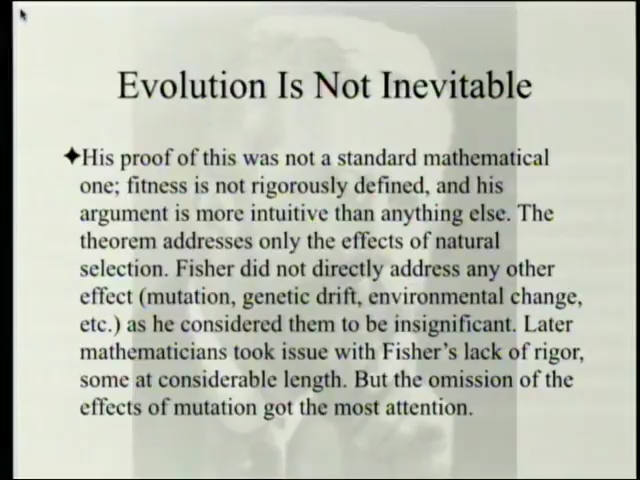 Evolution Is Not Inevitable
✦His proof of this was not a standard mathematical
one; fitness is not rigorously defined, and his
argument is more intuitive than anything else. The
theorem addresses only the effects of natural
selection. Fisher did not directly address any other
effect (mutation, genetic drift, environmental change,
etc.) as he considered them to be insignificant. Later
mathematicians took issue with Fisher's lack of rigor,
some at considerable length. But the omission of the
effects of mutation got the most attention.